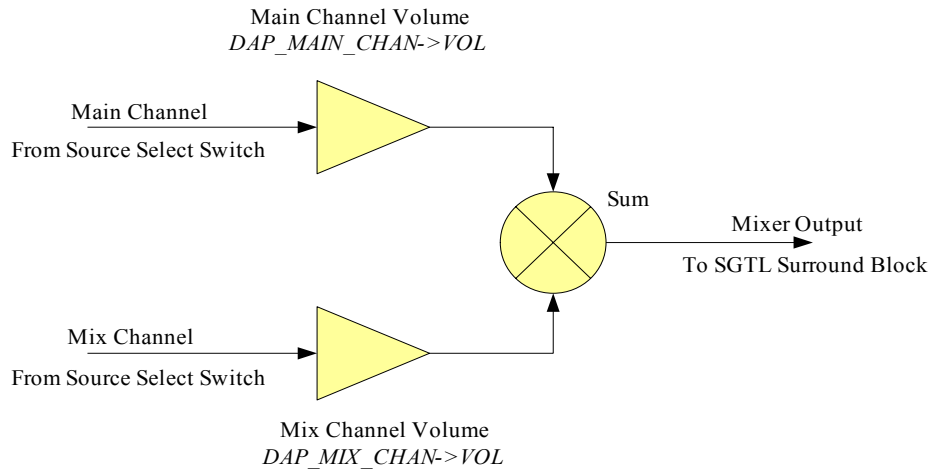 Main Channel Volume
DAP_MAIN_CHAN->VOL
Main Channel
From Source Select Switch
Sum
Mixer Output
To SGTL Surround Block
Mix Channel
From Source Select Switch
Mix Channel Volume
DAP_MIX_CHAN->VOL